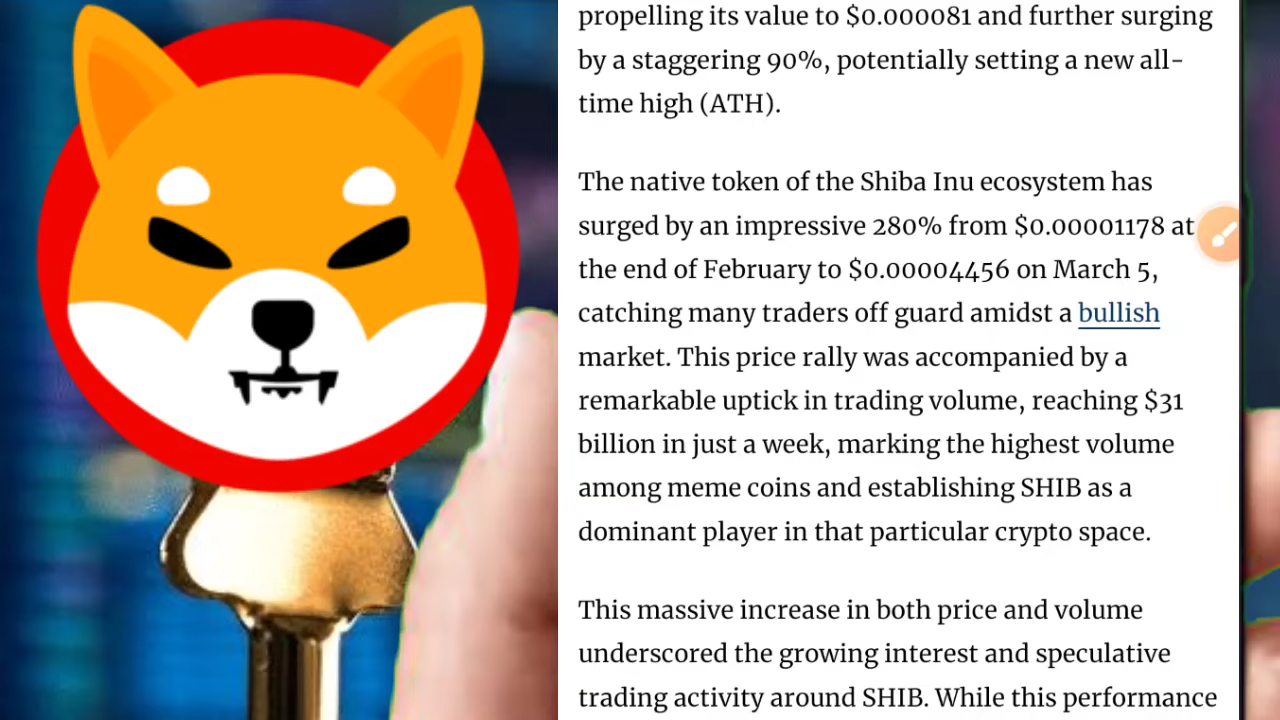 propelling its value to $0.000081 and further surging
by a staggering 90%, potentially setting a new all-
time high (ATH).
The native token of the Shiba Inu ecosystem has
surged by an impressive 280% from $0.00001178 at
the end of February to $0.00004456 on March 5,
catching many traders off guard amidst a bullish
market. This price rally was accompanied by a
remarkable uptick in trading volume, reaching $31
billion in just a week, marking the highest volume
among meme coins and establishing SHIB as a
dominant player in that particular crypto space.
This massive increase in both price and volume
underscored the growing interest and speculative
trading activity around SHIB. While this performance